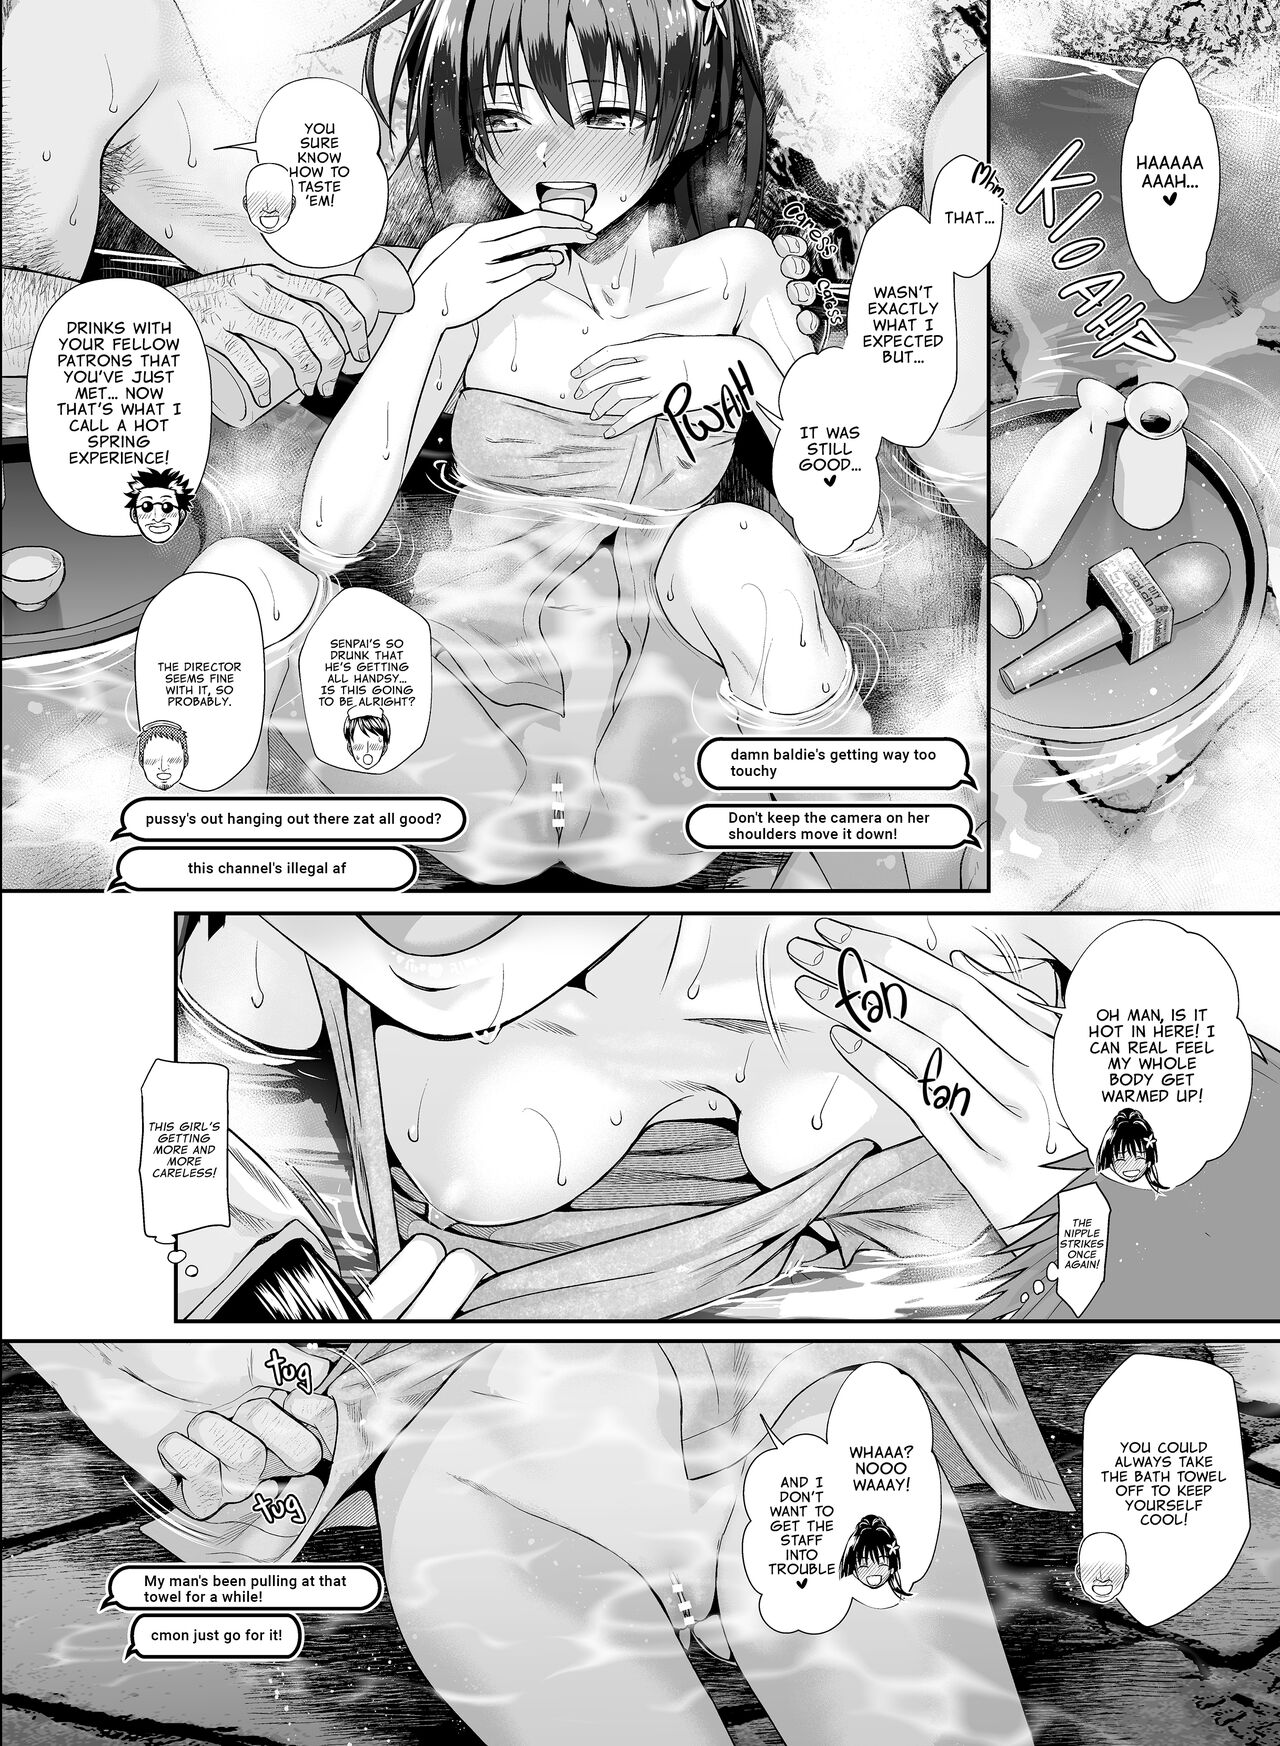 HAAAAA
AAAH...
♥
KLOAHP
Mhm..
THAT...
WASN'T
EXACTLY
WHAT I
EXPECTED
BUT...
IT WAS
STILL
GOOD...
♥
caress
caress
PWAH
YOU
SURE
KNOW
HOW TO
TASTE
'EM!
DRINKS WITH
YOUR FELLOW
PATRONS THAT
YOU'VE JUST
MET... NOW
THAT'S WHAT I
CALL A HOT
SPRING
EXPERIENCE!
SENPAI'S SO
DRUNK THAT
HE'S GETTING
ALL HANDSY...
IS THIS GOING
TO BE ALRIGHT?
THE DIRECTOR
SEEMS FINE
WITH IT, SO
PROBABLY.
damn baldie's getting way too
touchy
Don't keep the camera on her
shoulders move it down!
pussy's out hanging out there zat all good?
this channel's illegal af
OH MAN, IS IT
HOT IN HERE! I
CAN REAL FEEL
MY WHOLE
BODY GET
WARMED UP!
fan
fan
THE
NIPPLE
STRIKES
ONCE
AGAIN!
THIS GIRL'S
GETTING
MORE AND
MORE
CARELESS!
YOU COULD
ALWAYS TAKE
THE BATH TOWEL
OFF TO KEEP
YOURSELF
COOL!
WHAAA?
NOOO
WAAAY!
AND I
DON'T
WANT TO
GET THE
STAFF
INTO
TROUBLE
♥
tug
tug
My man's been pulling at that
towel for a while!
cmon just go for it!